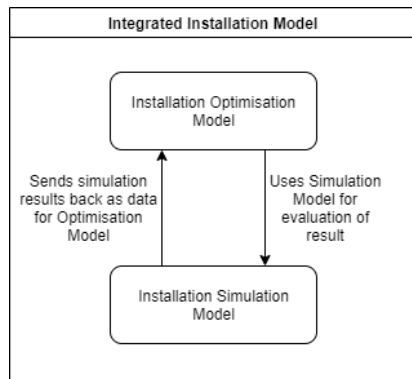 Integrated Installation Model
Installation Optimisation
Model
Sends simulation
results back as data
for Optimisation
Model
Uses Simulation
Model for
evaluation of
result
Installation Simulation
Model